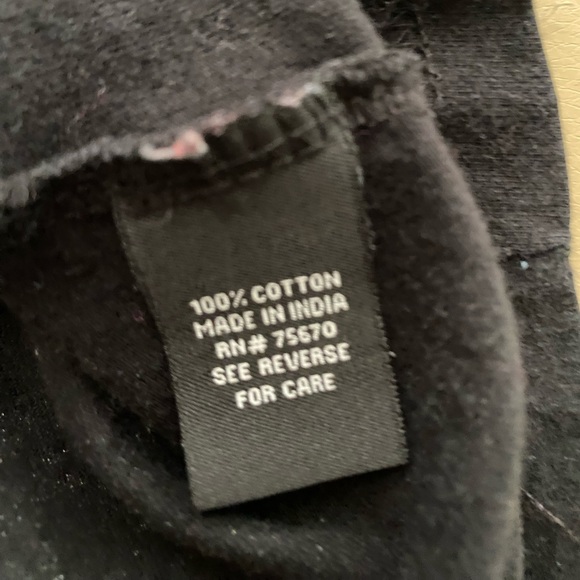 100% COTTON
MADE IN INDIA
RN# 75670
SEE REVERSE
FOR CARE